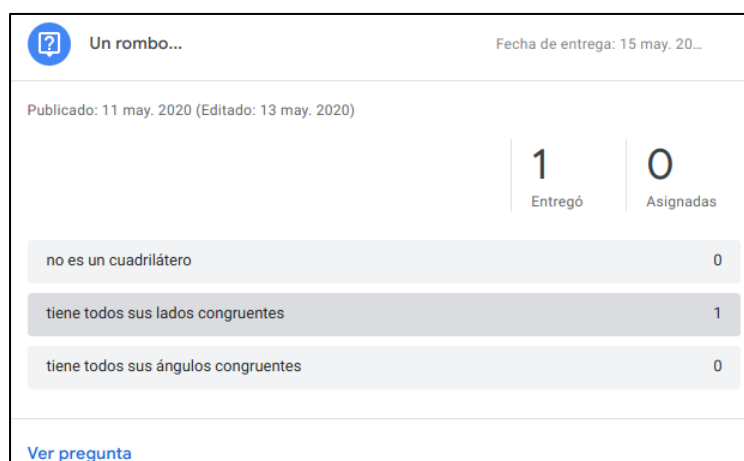 Un rombo...
Fecha de entrega: 15 may. 20...
Publicado: 11 may. 2020 (Editado: 13 may. 2020)
1 0
Entregó Asignadas
no es un cuadrilátero 0
tiene todos sus lados congruentes 1
tiene todos sus ángulos congruentes 0
Ver pregunta